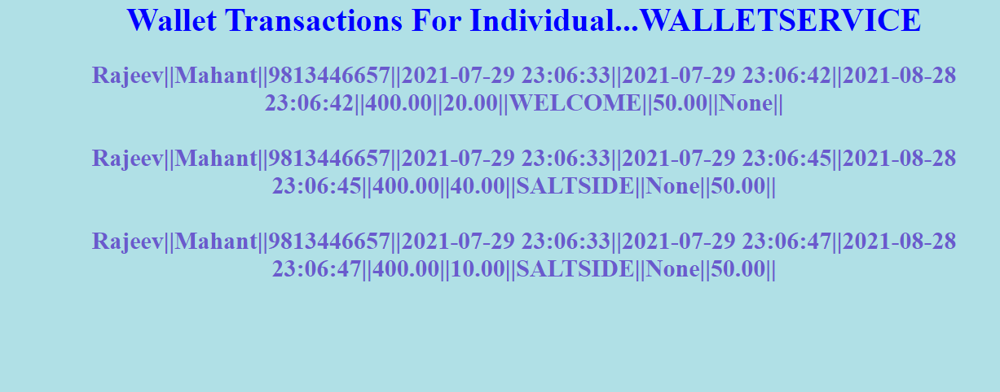 Wallet Transactions For Individual...WALLETSERVICE
Rajeev||Mahant||9813446657||2021-07-29 23:06:33||2021-07-29 23:06:42||2021-08-28
23:06:42||400.00||20.00||WELCOME||50.00||None||
Rajeev||Mahant||9813446657||2021-07-29 23:06:33||2021-07-29 23:06:45||2021-08-28
23:06:45||400.00||40.00||SALTSIDE||None||50.00||
Rajeev||Mahant||9813446657||2021-07-29 23:06:33||2021-07-29 23:06:47||2021-08-28
23:06:47||400.00||10.00||SALTSIDE||None||50.00||